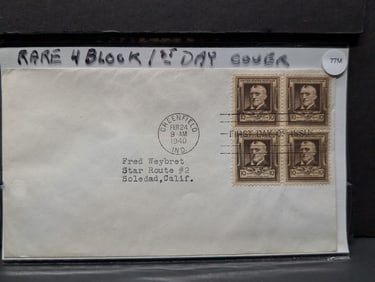 RARE 4 BLOCK 1ST DAY COVER
77M
GREENFIELD
FEB 24
9-AM
1940
IND.
FIRST DAY OF ISSUE
Fred Weybret
Star Route #2
Soledad, Calif.